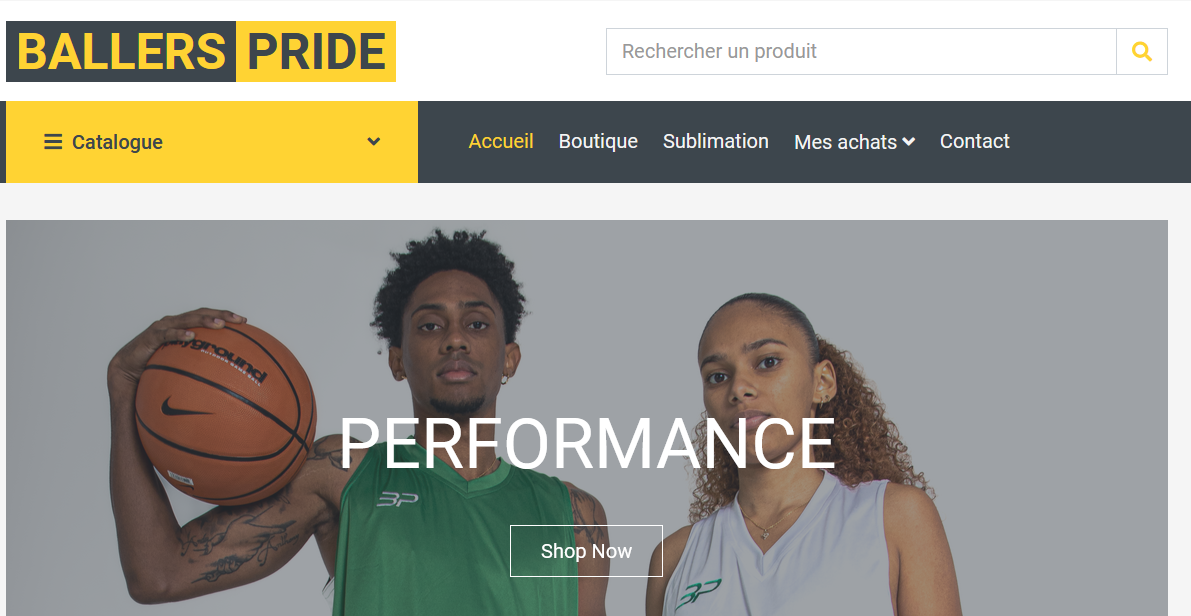 BALLERS PRIDE
Rechercher un produit
Catalogue
Accueil Boutique Sublimation Mes achats Contact
playground
PERFORMANCE
BP
Shop Now
BP